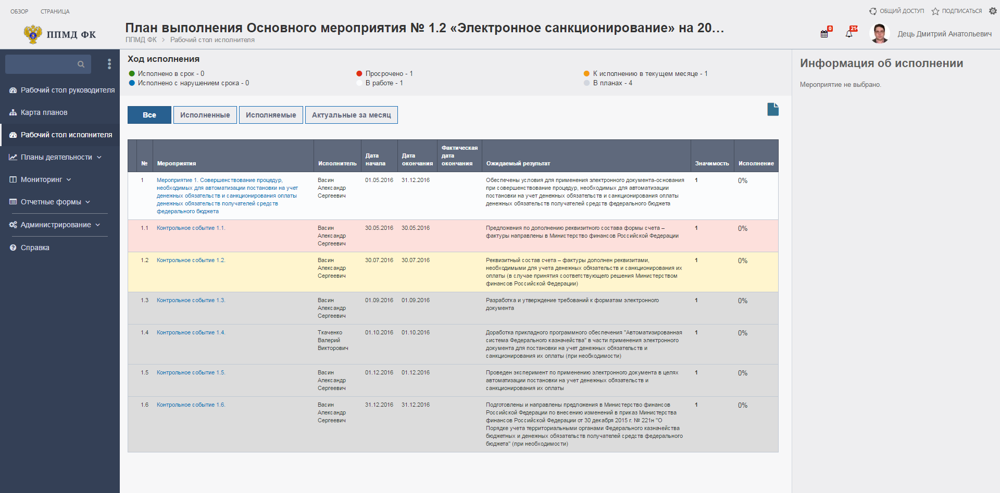 ОБЗОР СТРАНИЦА
ОБЩИЙ ДОСТУП ПОДПИСАТЬСЯ
ППМД ФК
План выполнения Основного мероприятия № 1.2 «Электронное санкционирование» на 20...
ППМД ФК > Рабочий стол исполнителя
0
214
Дець Дмитрий Анатольевич
Рабочий стол руководителя
Карта планов
Рабочий стол исполнителя
Планы деятельности
Мониторинг
Отчетные формы
Администрирование
Справка
Ход исполнения
Исполнено в срок - 0
Просрочено - 1
К исполнению в текущем месяце - 1
Исполнено с нарушением срока - 0
В работе - 1
В планах - 4
Все Исполненные Исполняемые Актуальные за месяц
№ Мероприятия Исполнитель Дата начала Дата окончания Фактическая дата окончания Ожидаемый результат Значимость Исполнение
1 Мероприятие 1. Совершенствование процедур, Васин 01.05.2016 31.12.2016 Обеспечены условия для применения электронного документа-основания 1 0%
необходимых для автоматизации постановки на учет Александр при совершенствование процедур, необходимых для автоматизации
денежных обязательств и санкционирования оплаты Сергеевич постановки на учет денежных обязательств и санкционирования оплаты
денежных обязательств получателей средств денежных обязательств получателей средств федерального бюджета
федерального бюджета
1.1 Контрольное событие 1.1. Васин 30.05.2016 30.05.2016 Предложения по дополнению реквизитного состава формы счета – 1 0%
Александр фактуры направлены в Министерство финансов Российской Федерации
Сергеевич
1.2 Контрольное событие 1.2. Васин 30.07.2016 30.07.2016 Реквизитный состав счета – фактуры дополнен реквизитами, 1 0%
Александр необходимыми для учета денежных обязательств и санкционирования их
Сергеевич оплаты (в случае принятия соответствующего решения Министерством
финансов Российской Федерации)
1.3 Контрольное событие 1.3. Васин 01.09.2016 01.09.2016 Разработка и утверждение требований к форматам электронного 1 0%
Александр документа
Сергеевич
1.4 Контрольное событие 1.4. Ткаченко 01.10.2016 01.10.2016 Доработка прикладного программного обеспечения "Автоматизированная 1 0%
Валерий система Федерального казначейства" в части применения электронного
Викторович документа для постановки на учет денежных обязательств и
санкционирования их оплаты (при необходимости)
1.5 Контрольное событие 1.5. Васин 01.12.2016 01.12.2016 Проведен эксперимент по применению электронного документа в целях 1 0%
Александр автоматизации постановки на учет денежных обязательств и
Сергеевич санкционирования их оплаты
1.6 Контрольное событие 1.6. Васин 31.12.2016 31.12.2016 Подготовлены и направлены предложения в Министерство финансов 1 0%
Александр Российской Федерации по внесению изменений в приказ Министерства
Сергеевич финансов Российской Федерации от 30 декабря 2015 г. № 221н "О
Порядке учета территориальными органами Федерального казначейства
бюджетных и денежных обязательств получателей средств федерального
бюджета" (при необходимости)
Информация об исполнении
Мероприятие не выбрано.